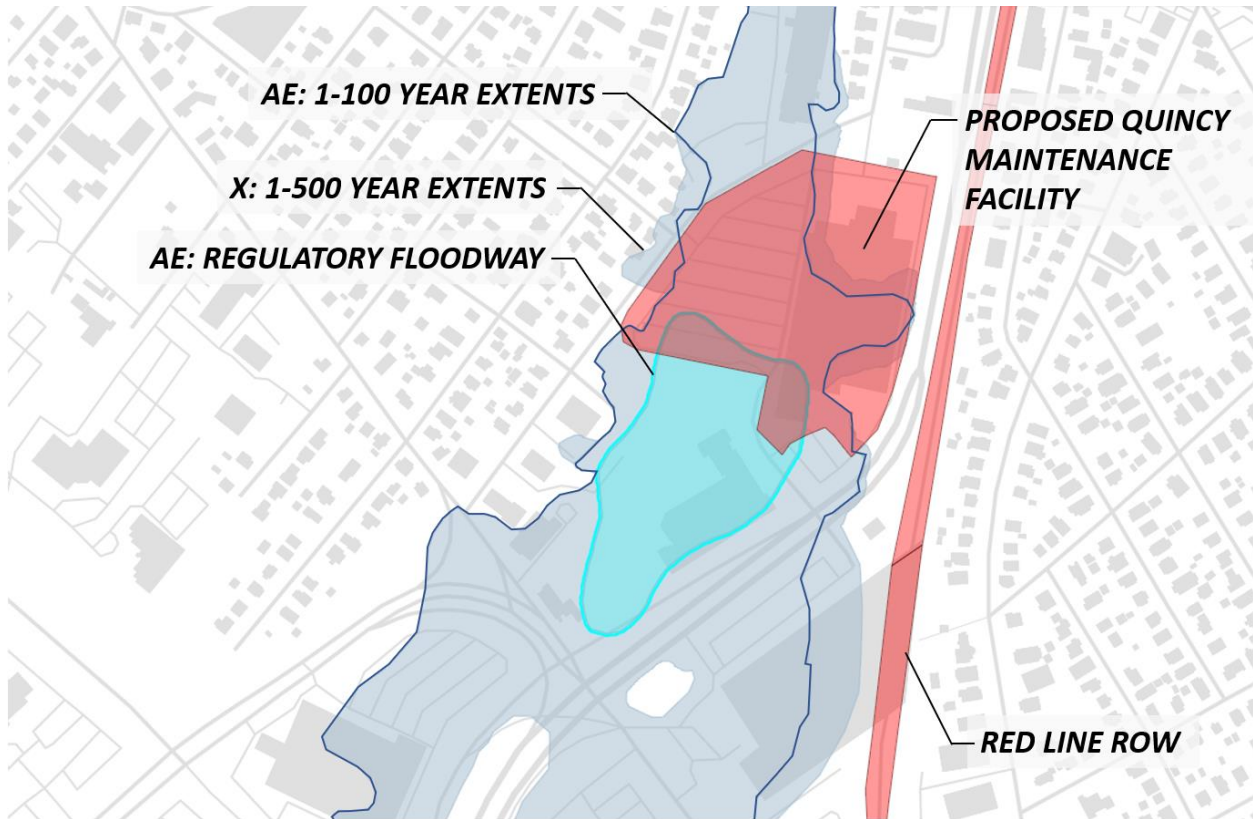 AE: 1-100 YEAR EXTENTS
PROPOSED QUINCY
MAINTENANCE
FACILITY
X: 1-500 YEAR EXTENTS
AE: REGULATORY FLOODWAY
RED LINE ROW